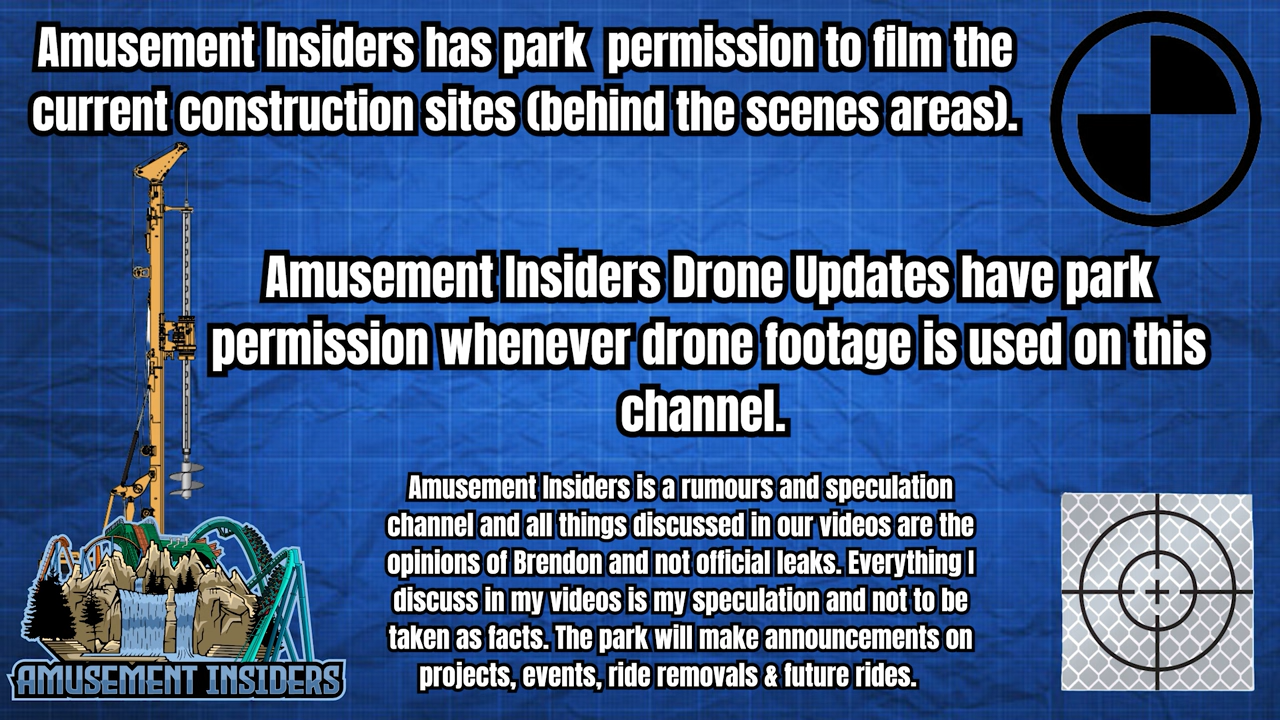 Amusement Insiders has park permission to film the
current construction sites (behind the scenes areas).
Amusement Insiders Drone Updates have park
permission whenever drone footage is used on this
channel.
Amusement Insiders is a rumours and speculation
channel and all things discussed in our videos are the
opinions of Brendon and not official leaks. Everything I
discuss in my videos is my speculation and not to be
taken as facts. The park will make announcements on
projects, events, ride removals & future rides.
AMUSEMENT INSIDERS